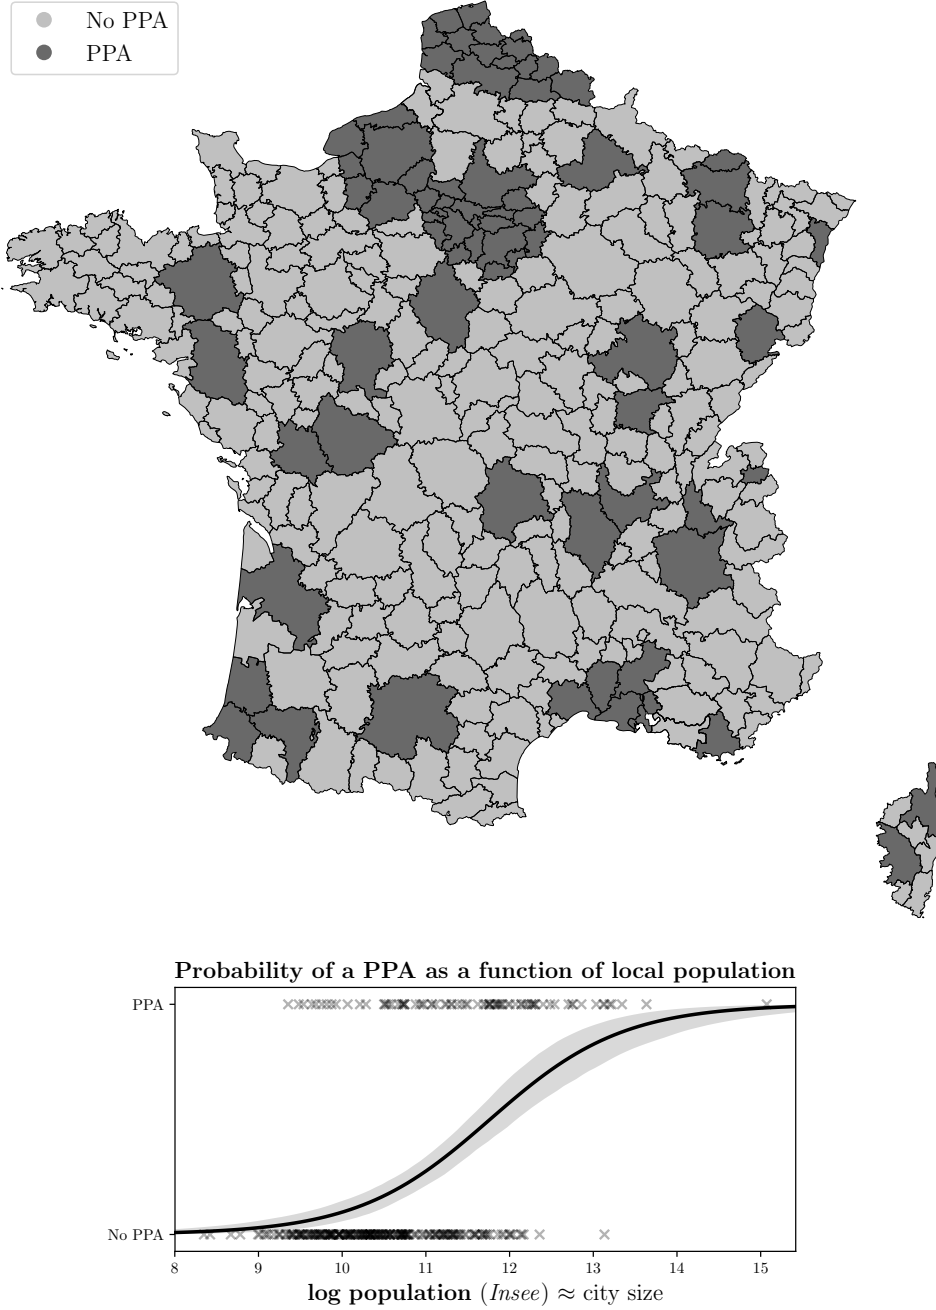 No PPA
PPA
Probability of a PPA as a function of local population
PPA
No PPA
8 9 10 11 12 13 14 15
log population (Insee) ≈ city size